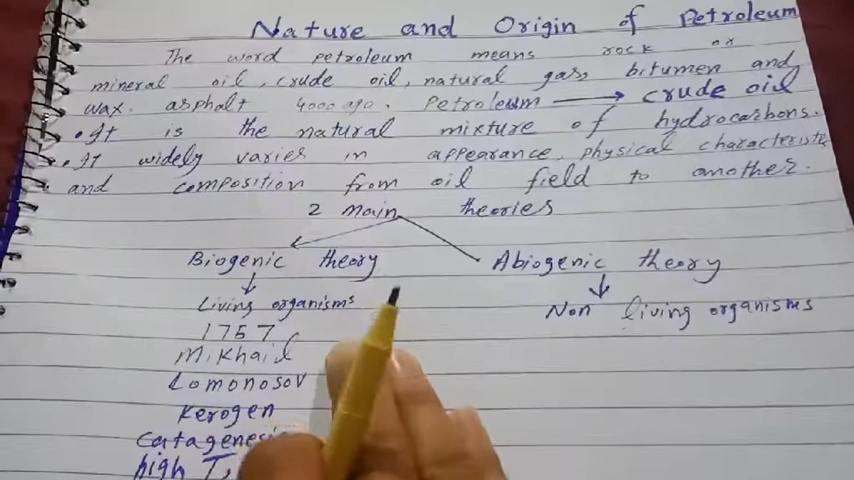 Nature and Origin of Petroleum
The word petroleum means rock or
mineral oil, crude oil, natural gas, bitumen and
wax. asphalt 4000 ago. Petroleum → crude oil
• It is the natural mixture of hydrocarbons.
• It widely varies in appearance, physical characteristic
and composition from oil field to another.
2 main theories
Biogenic theory
Living organisms
1757
Mikhail
Lomonosov
Kerogen
Catagenesis
high T
Abiogenic theory
Non living organisms